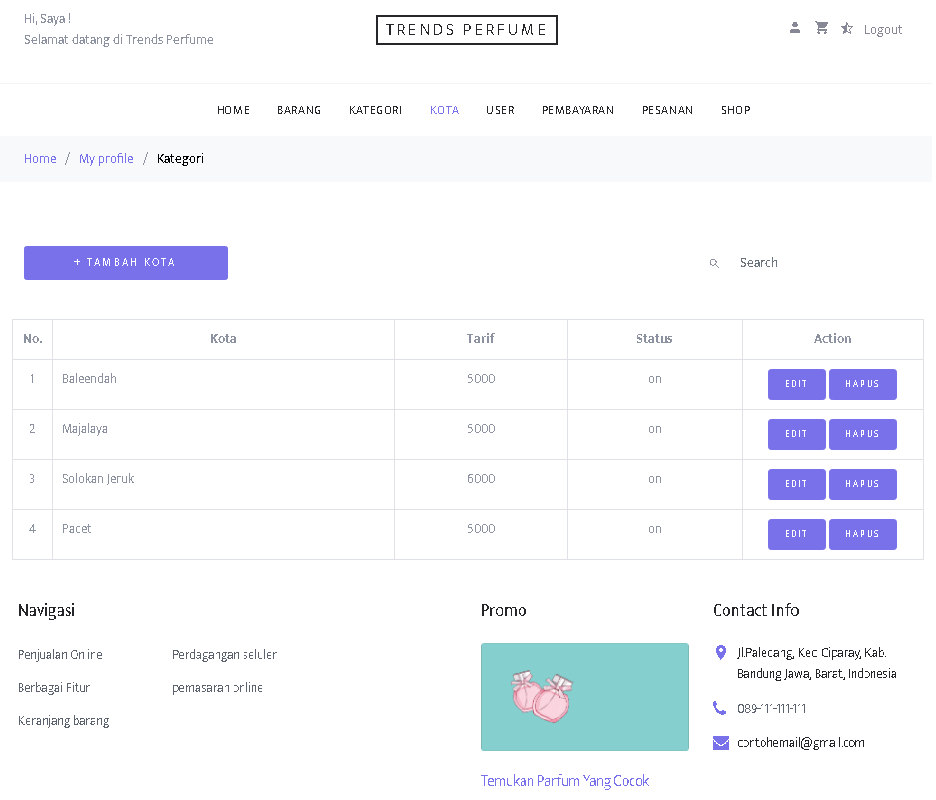 Hi, Saya !
Selamat datang di Trends Perfume
TRENDS PERFUME
Logout
HOME BARANG KATEGORI KOTA USER PEMBAYARAN PESANAN SHOP
Home / My profile / Kategori
+ TAMBAH KOTA
Search
No. Kota Tarif Status Action
1 Baleendah 5000 on EDIT HAPUS
2 Majalaya 5000 on EDIT HAPUS
3 Solokan Jeruk 6000 on EDIT HAPUS
4 Pacet 5000 on EDIT HAPUS
Navigasi
Penjualan Online Perdagangan seluler
Berbagai Fitur pemasaran online
Keranjang barang
Promo
Temukan Parfum Yang Cocok
Contact Info
Jl.Paledang, Kec Ciparay, Kab.
Bandung Jawa, Barat, Indonesia
089-111-111-111
contohemail@gmail.com